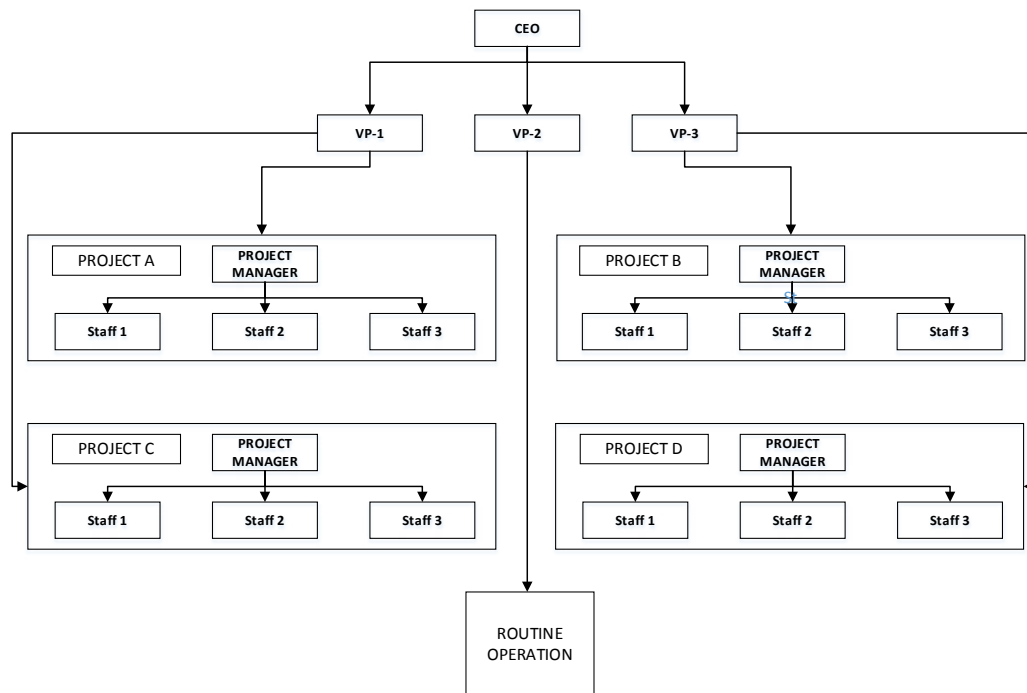 CEO
VP-1
VP-2
VP-3
PROJECT A
PROJECT
MANAGER
Staff 1
Staff 2
Staff 3
PROJECT B
PROJECT
MANAGER
St
Staff 1
Staff 2
Staff 3
PROJECT C
PROJECT
MANAGER
Staff 1
Staff 2
Staff 3
PROJECT D
PROJECT
MANAGER
Staff 1
Staff 2
Staff 3
ROUTINE
OPERATION